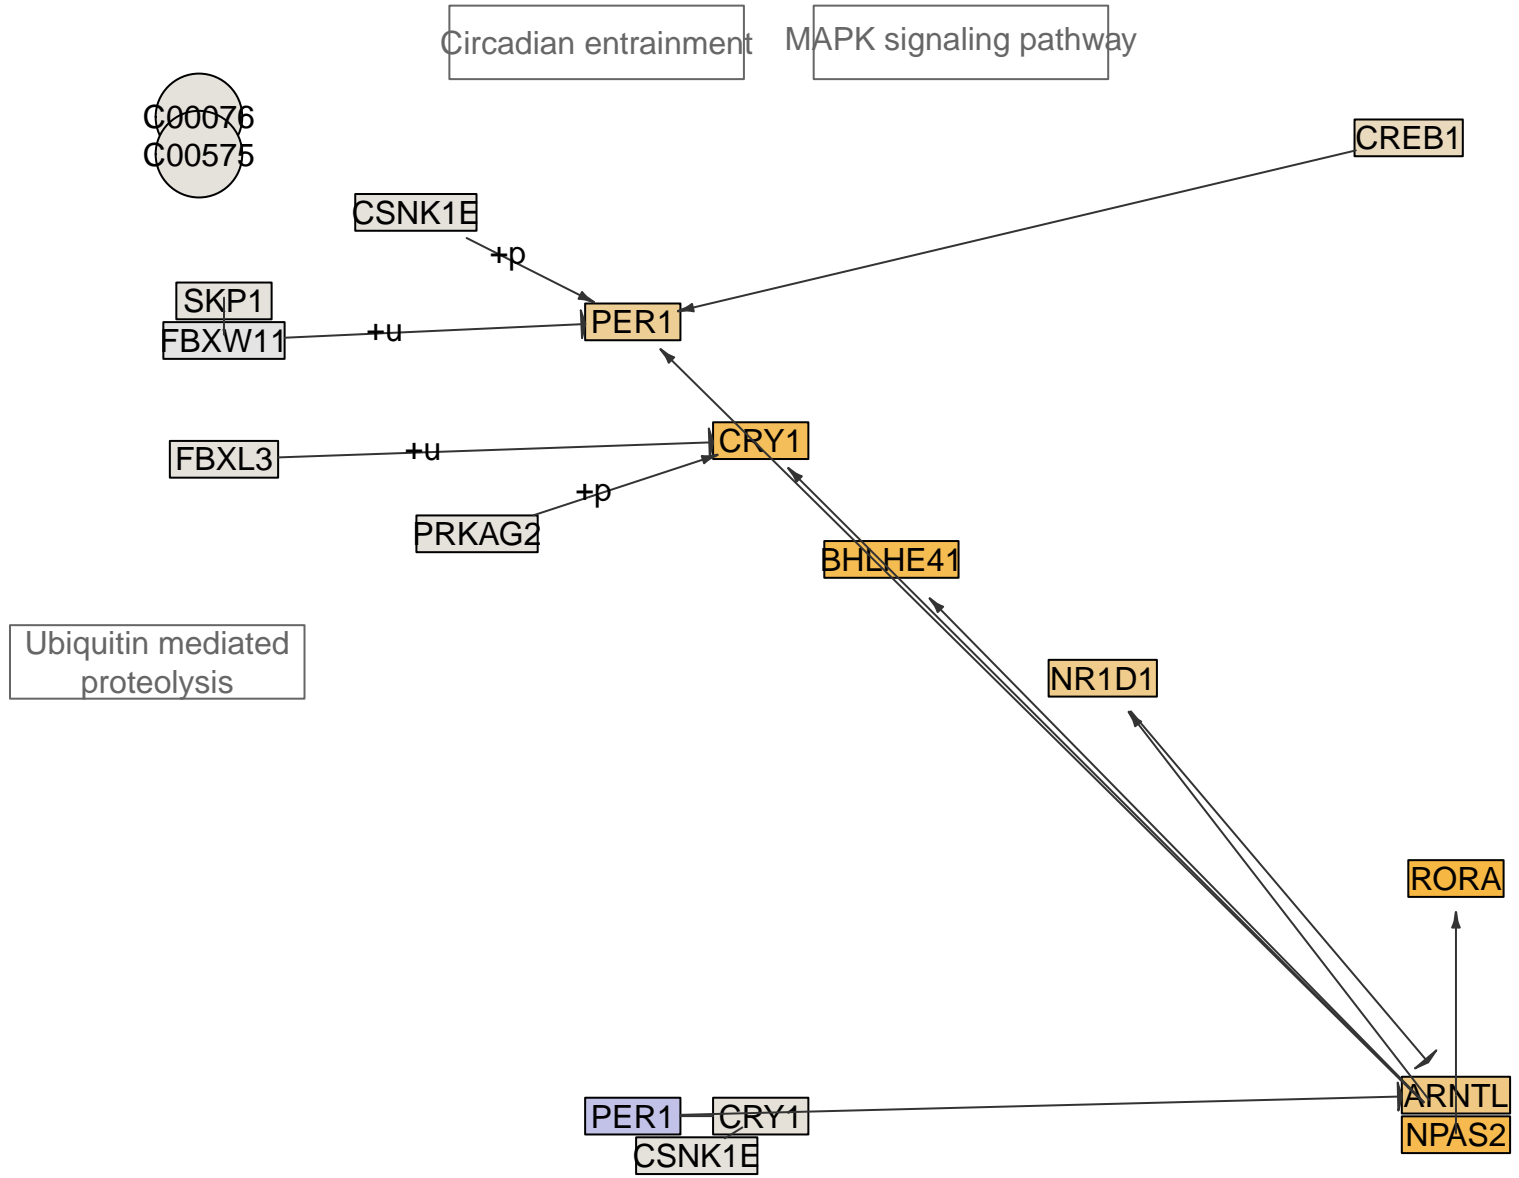 Circadian entrainment
MAPK signaling pathway
C00076
C00575
CREB1
CSNK1E
+p
SKP1
FBXW11
+u
PER1
FBXL3
+u
CRY1
+p
PRKAG2
BHLHE41
Ubiquitin mediated
proteolysis
NR1D1
RORA
ARNTL
NPAS2
PER1
CRY1
CSNK1E